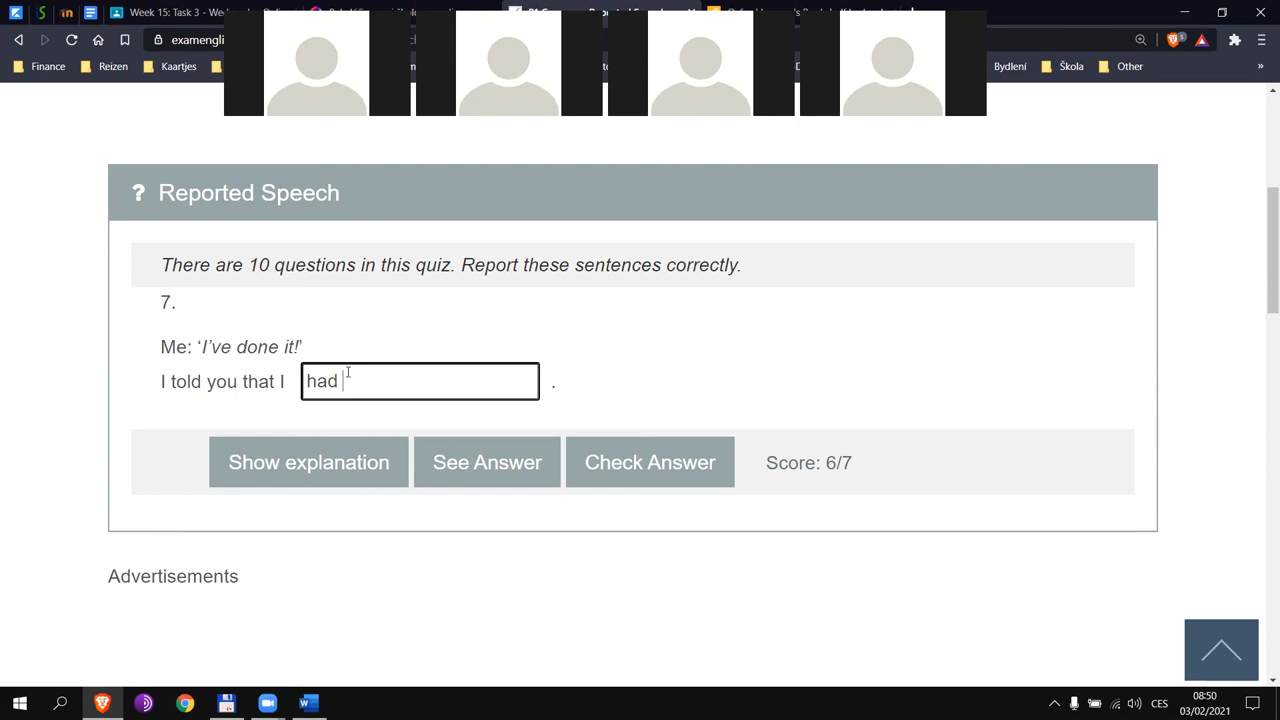 Week 15: Task 3 -
examengli
Finance
Reizen
Kaartjes
Bydlení
Škola
Other
»
? Reported Speech
There are 10 questions in this quiz. Report these sentences correctly.
7.
Me: ‘I’ve done it!’
I told you that I had .
Show explanation
See Answer
Check Answer
Score: 6/7
Advertisements
CES
08:50
03/02/2021